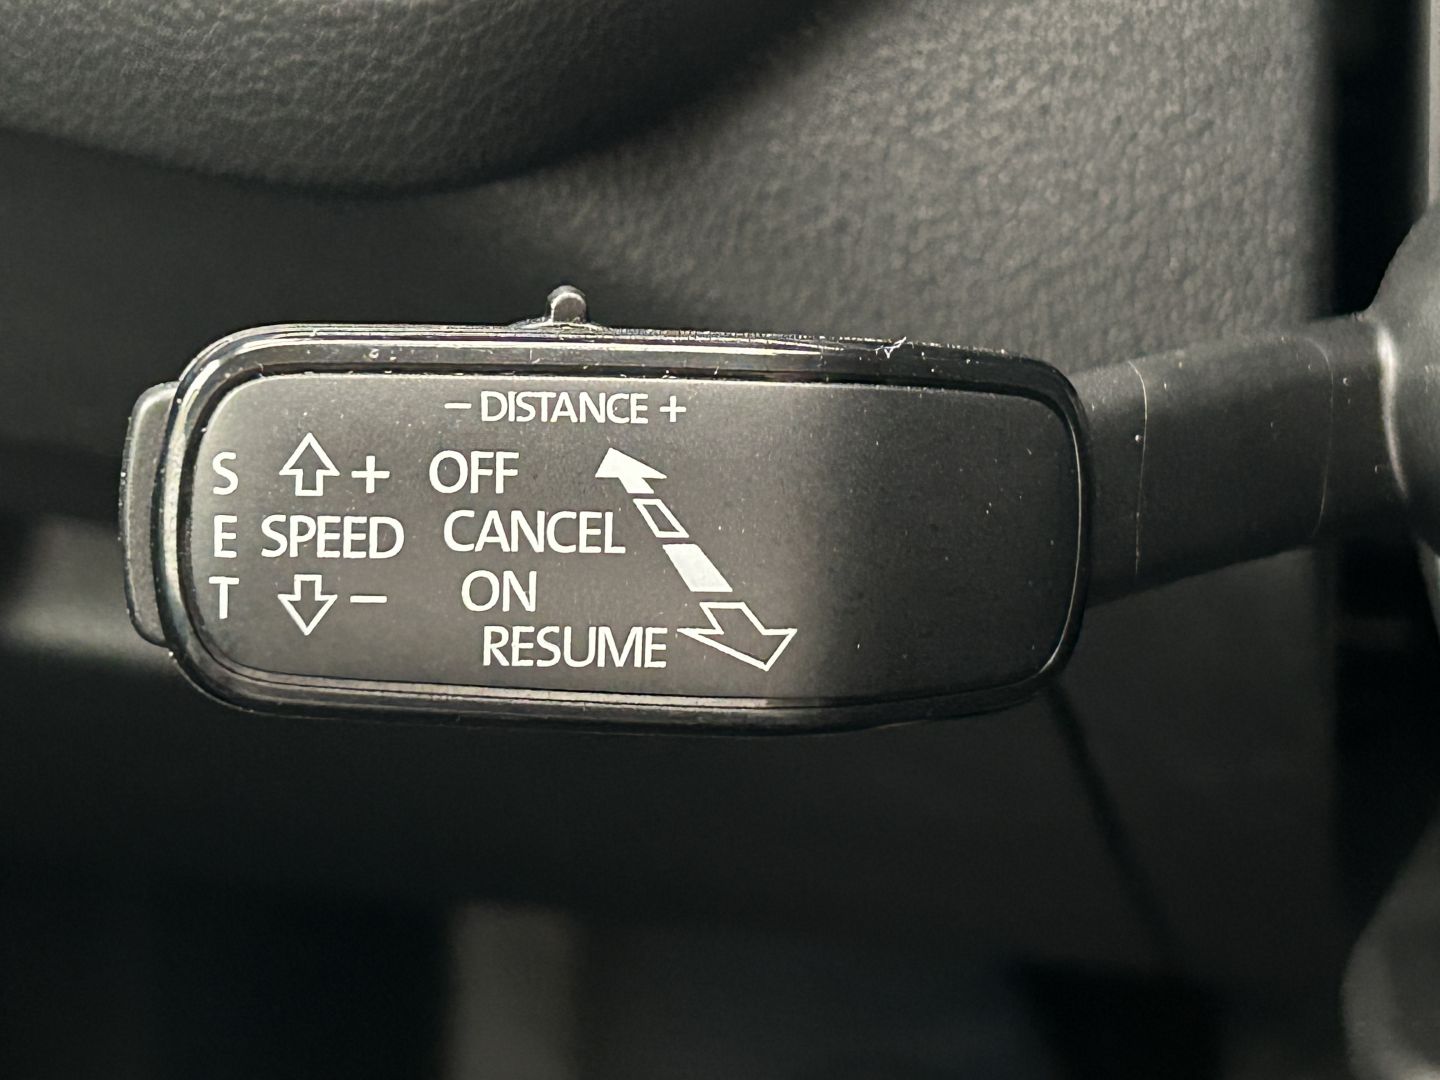 – DISTANCE +
S + OFF
E SPEED CANCEL
T – ON
RESUME